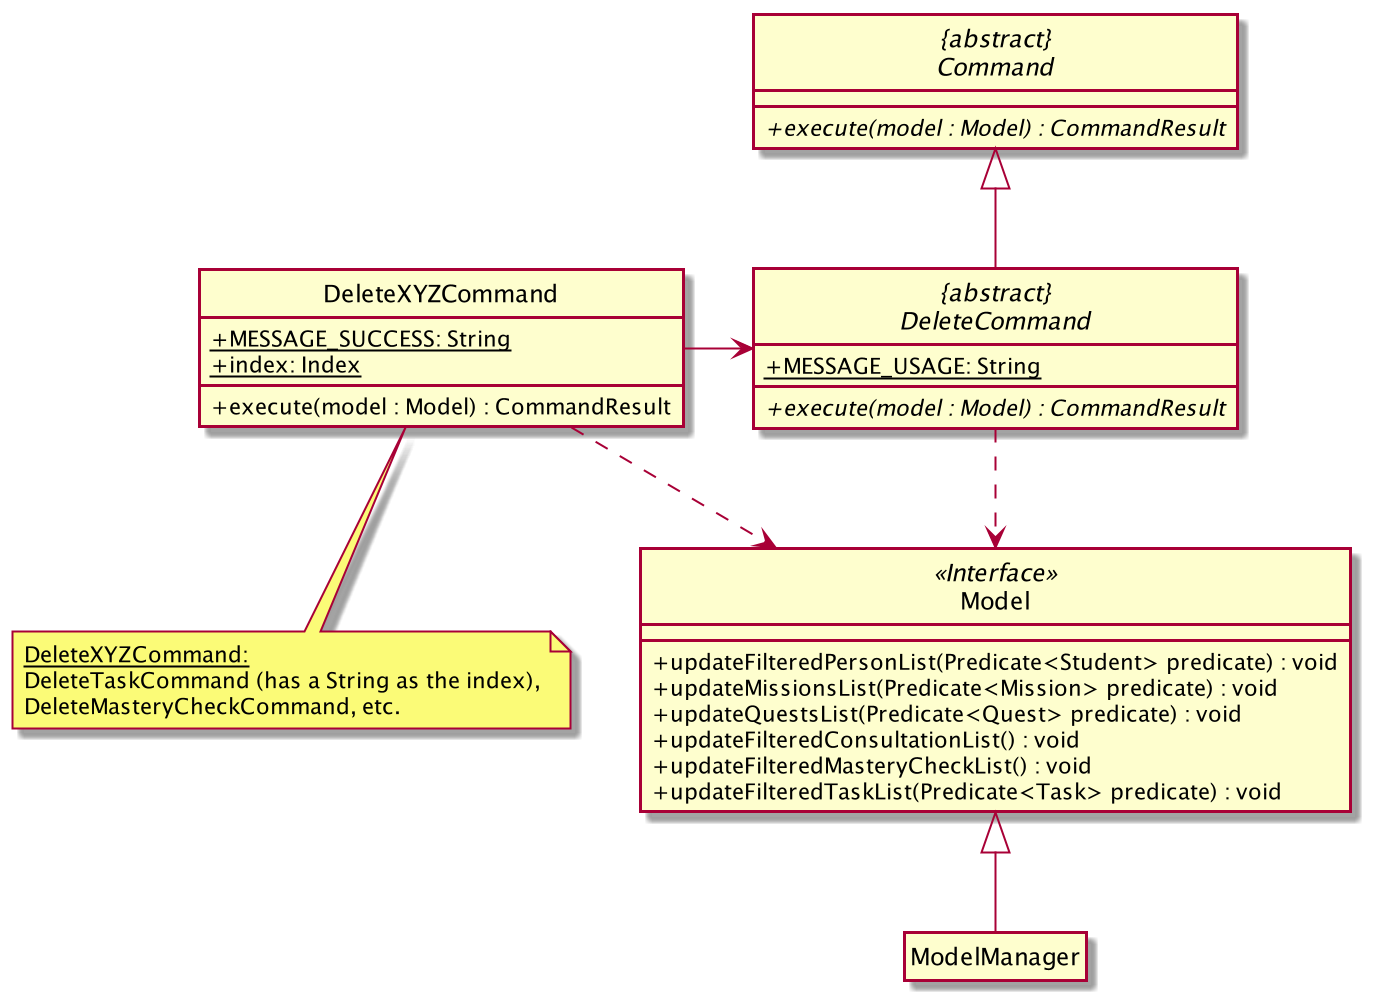 {abstract}
Command
+execute(model : Model) : CommandResult
DeleteXYZCommand
+MESSAGE_SUCCESS: String
+index: Index
+execute(model : Model) : CommandResult
{abstract}
DeleteCommand
+MESSAGE_USAGE: String
+execute(model : Model) : CommandResult
DeleteXYZCommand:
DeleteTaskCommand (has a String as the index),
DeleteMasteryCheckCommand, etc.
«Interface»
Model
+updateFilteredPersonList(Predicate<Student> predicate) : void
+updateMissionsList(Predicate<Mission> predicate) : void
+updateQuestsList(Predicate<Quest> predicate) : void
+updateFilteredConsultationList() : void
+updateFilteredMasteryCheckList() : void
+updateFilteredTaskList(Predicate<Task> predicate) : void
ModelManager